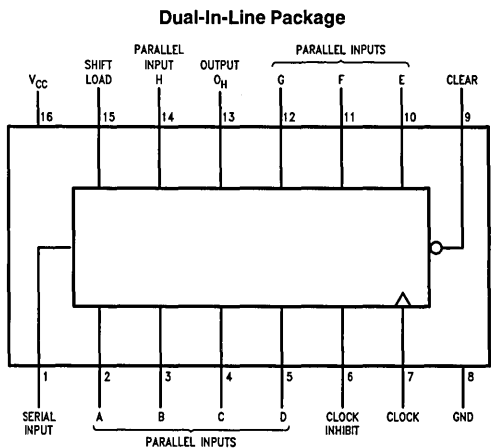 Dual-In-Line Package
PARALLEL INPUTS
PARALLEL
SHIFT INPUT OUTPUT
VCC LOAD H OH G F E CLEAR
16 15 14 13 12 11 10 9
1 2 3 4 5 6 7 8
SERIAL A B C D CLOCK CLOCK GND
INPUT INHIBIT
PARALLEL INPUTS